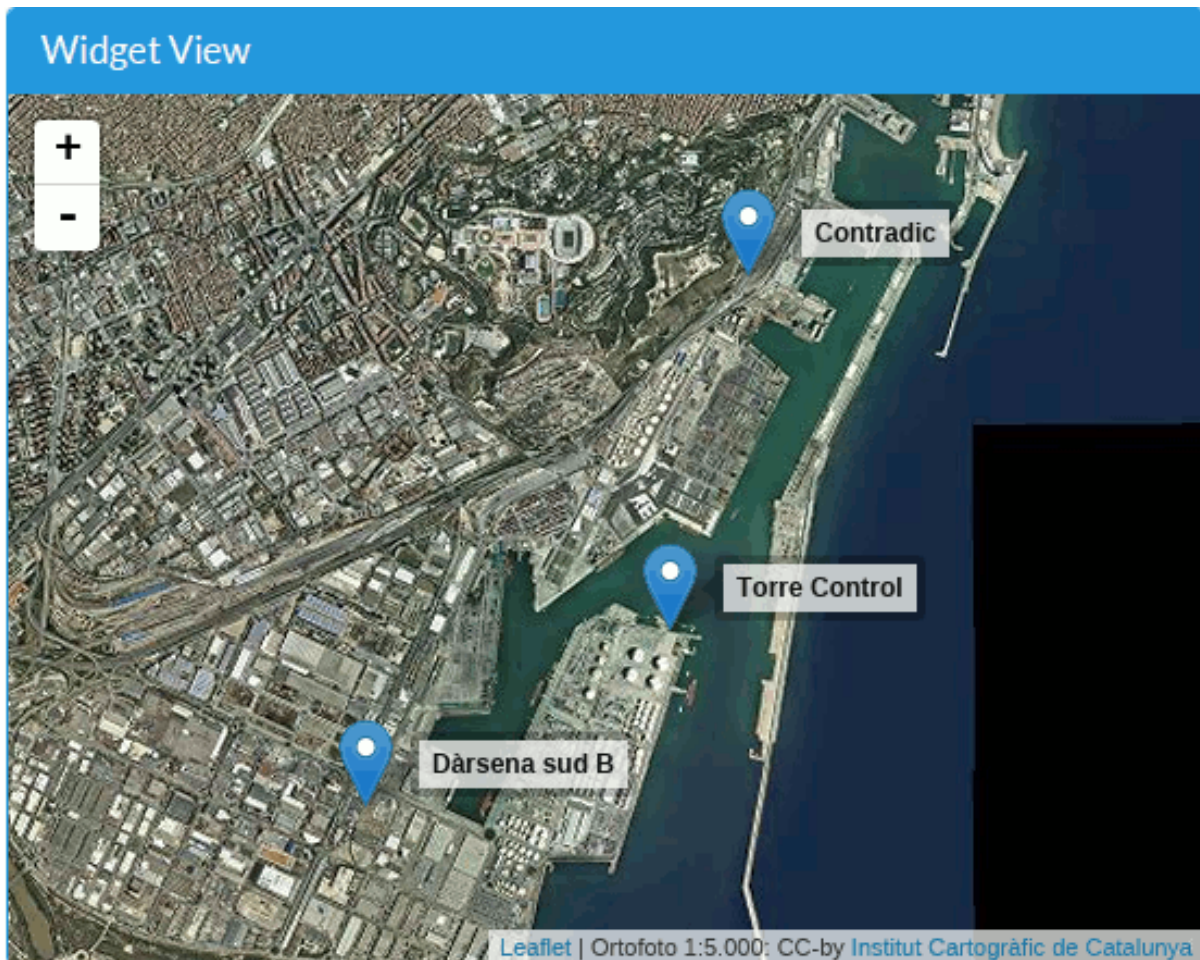 Widget View
+
-
Contradic
Torre Control
Dàrsena sud B
Leaflet | Ortofoto 1:5.000: CC-by Institut Cartogràfic de Catalunya